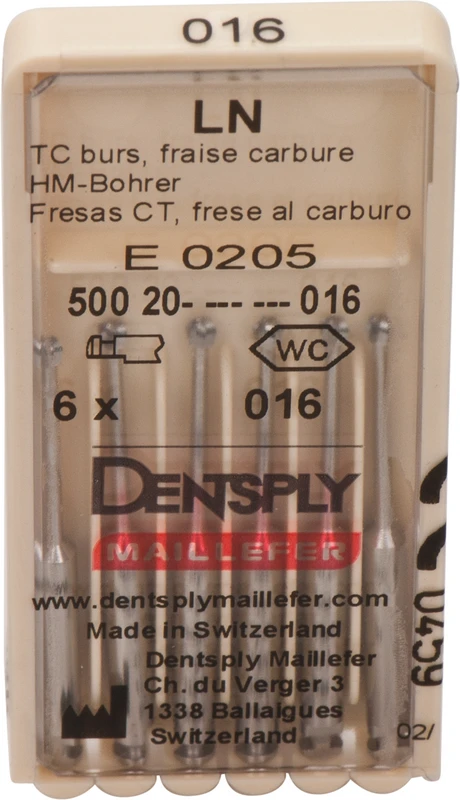 016
LN
TC burs, fraise carbure
HM-Bohrer
Fresas CT, frese al carburo
E 0205
500 20- --- --- 016
WC
6 x 016
DENTSPLY
MAILLEFER
www.dentsplymaillefer.com
Made in Switzerland
Dentsply Maillefer
Ch. du Verger 3
1338 Ballaigues
Switzerland
0459
02/